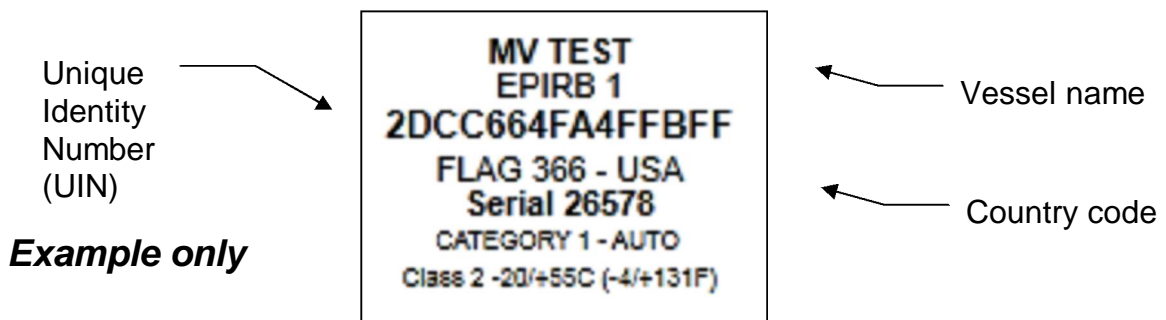 Unique
Identity
Number
(UIN)
Example only
MV TEST
EPIRB 1
2DCC664FA4FFBFF
FLAG 366 - USA
Serial 26578
CATEGORY 1 - AUTO
Class 2 -20/+55C (-4/+131F)
Vessel name
Country code